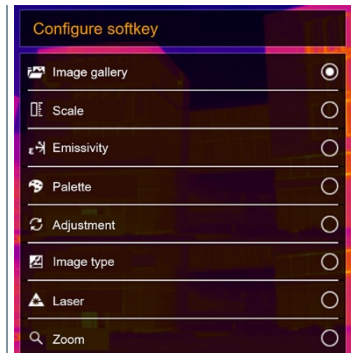 Configure softkey
Image gallery
Scale
Emissivity
Palette
Adjustment
Image type
Laser
Zoom